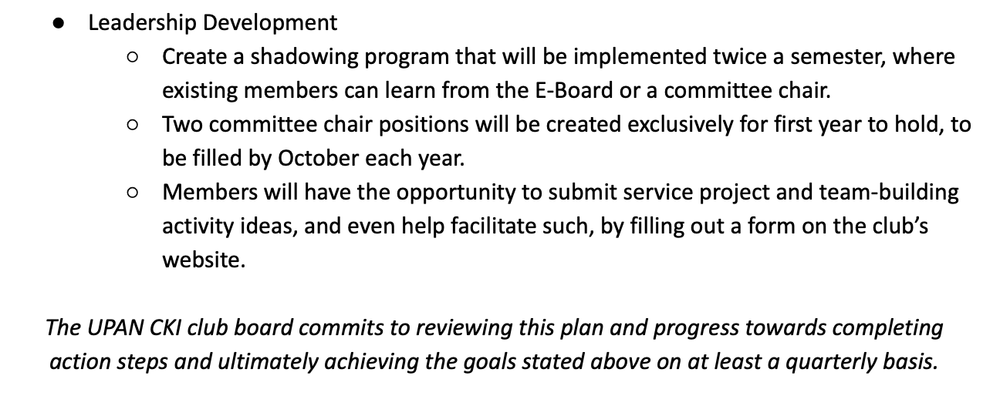 ● Leadership Development
○ Create a shadowing program that will be implemented twice a semester, where
existing members can learn from the E-Board or a committee chair.
○ Two committee chair positions will be created exclusively for first year to hold, to
be filled by October each year.
○ Members will have the opportunity to submit service project and team-building
activity ideas, and even help facilitate such, by filling out a form on the club’s
website.
The UPAN CKI club board commits to reviewing this plan and progress towards completing
action steps and ultimately achieving the goals stated above on at least a quarterly basis.